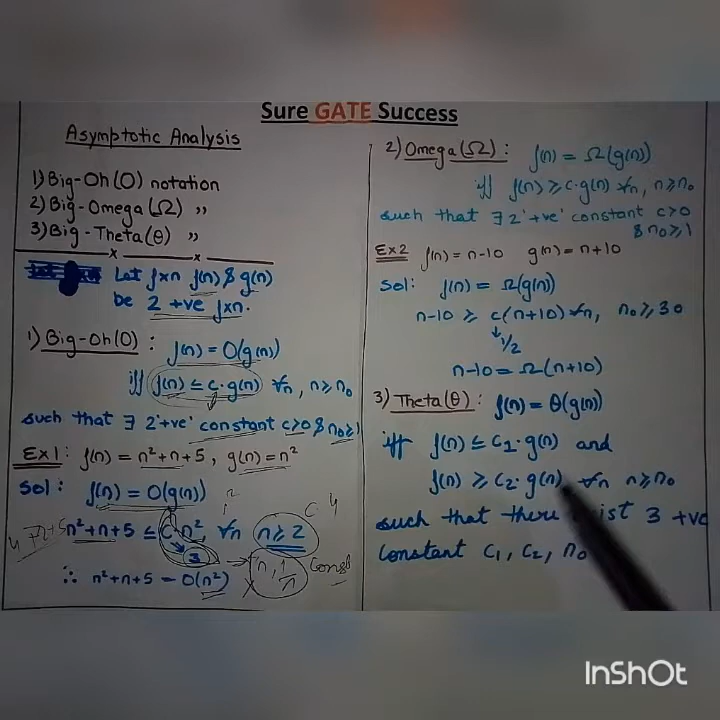 Sure GATE Success
Asymptotic Analysis
1) Big-Oh(O) notation
2) Big-Omega(Ω) ,,
3) Big-Theta(θ) ,,
Let fxn f(n) & g(n)
be 2 +ve fxn.
1) Big-Oh(O) :
f(n) = O(g(n))
iff f(n) ≤ c·g(n) ∀n, n ≥ n₀
such that ∃ 2 '+ve' constant c>0 & n₀≥1
Ex1: f(n) = n²+n+5, g(n) = n²
Sol: f(n) = O(g(n))
n²+n+5 ≤ c·n², ∀n n ≥ 2
3
∴ n²+n+5 = O(n²)
2) Omega(Ω) :
f(n) = Ω(g(n))
iff f(n) ≥ c·g(n) ∀n, n ≥ n₀
such that ∃ 2 '+ve' constant c>0
& n₀≥1
Ex2 f(n) = n-10 g(n) = n+10
Sol: f(n) = Ω(g(n))
n-10 ≥ c(n+10) ∀n, n₀ ≥ 30
1/2
n-10 = Ω(n+10)
3) Theta(θ) : f(n) = θ(g(n))
iff f(n) ≤ c₁·g(n) and
f(n) ≥ c₂·g(n) ∀n n ≥ n₀
such that there 3 +ve
constant c₁, c₂, n₀
InShOt